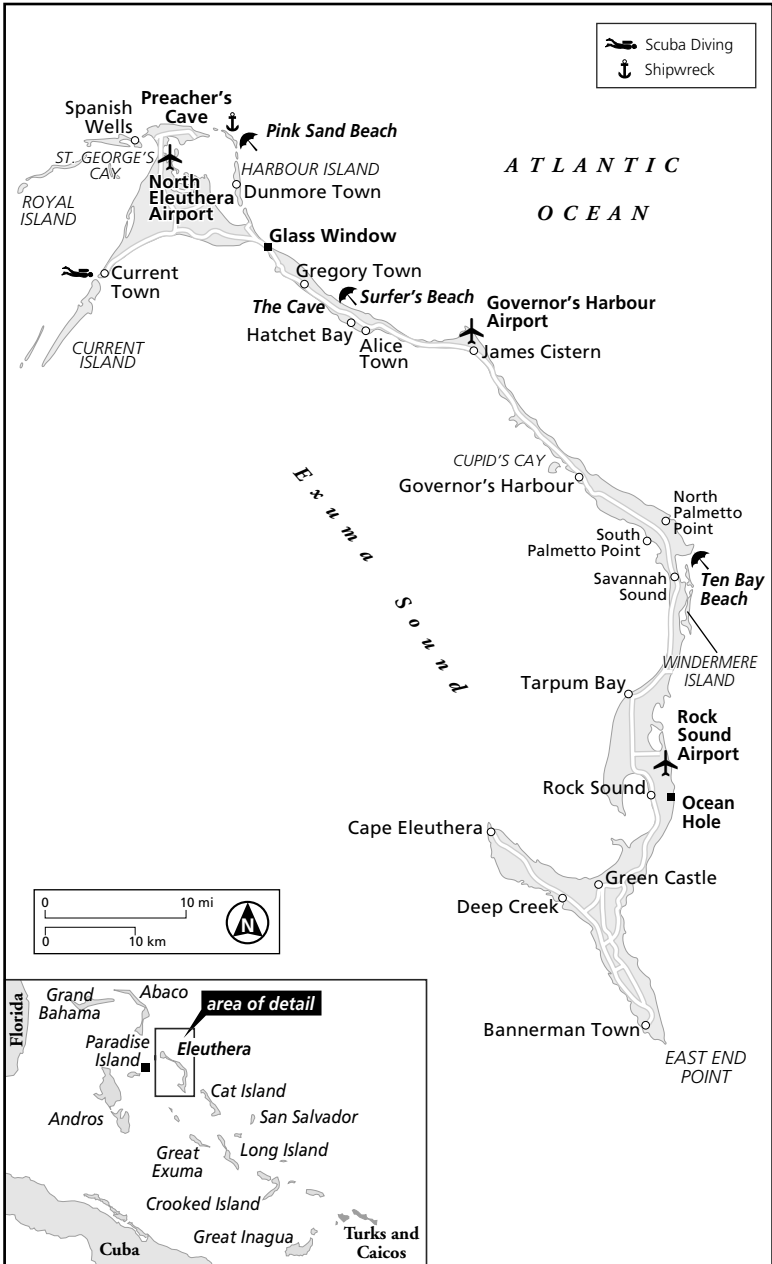 Scuba Diving
Shipwreck
Preacher's
Cave
Spanish
Wells
Pink Sand Beach
ST. GEORGE'S
CAY
HARBOUR ISLAND
Dunmore Town
North
Eleuthera
Airport
ROYAL
ISLAND
ATLANTIC
OCEAN
Glass Window
Current
Town
Gregory Town
Surfer's Beach
The Cave
Hatchet Bay
Alice
Town
Governor's Harbour
Airport
James Cistern
CURRENT
ISLAND
CUPID'S CAY
Governor's Harbour
North
Palmetto
Point
South
Palmetto Point
Savannah
Sound
Ten Bay
Beach
Exuma Sound
WINDERMERE
ISLAND
Tarpum Bay
Rock
Sound
Airport
Rock Sound
Ocean
Hole
Cape Eleuthera
Green Castle
Deep Creek
Bannerman Town
EAST END
POINT
0 10 mi
0 10 km
N
Florida
Grand
Bahama
Abaco
area of detail
Paradise
Island
Eleuthera
Cat Island
Andros
San Salvador
Great
Exuma
Long Island
Crooked Island
Great Inagua
Turks and
Caicos
Cuba